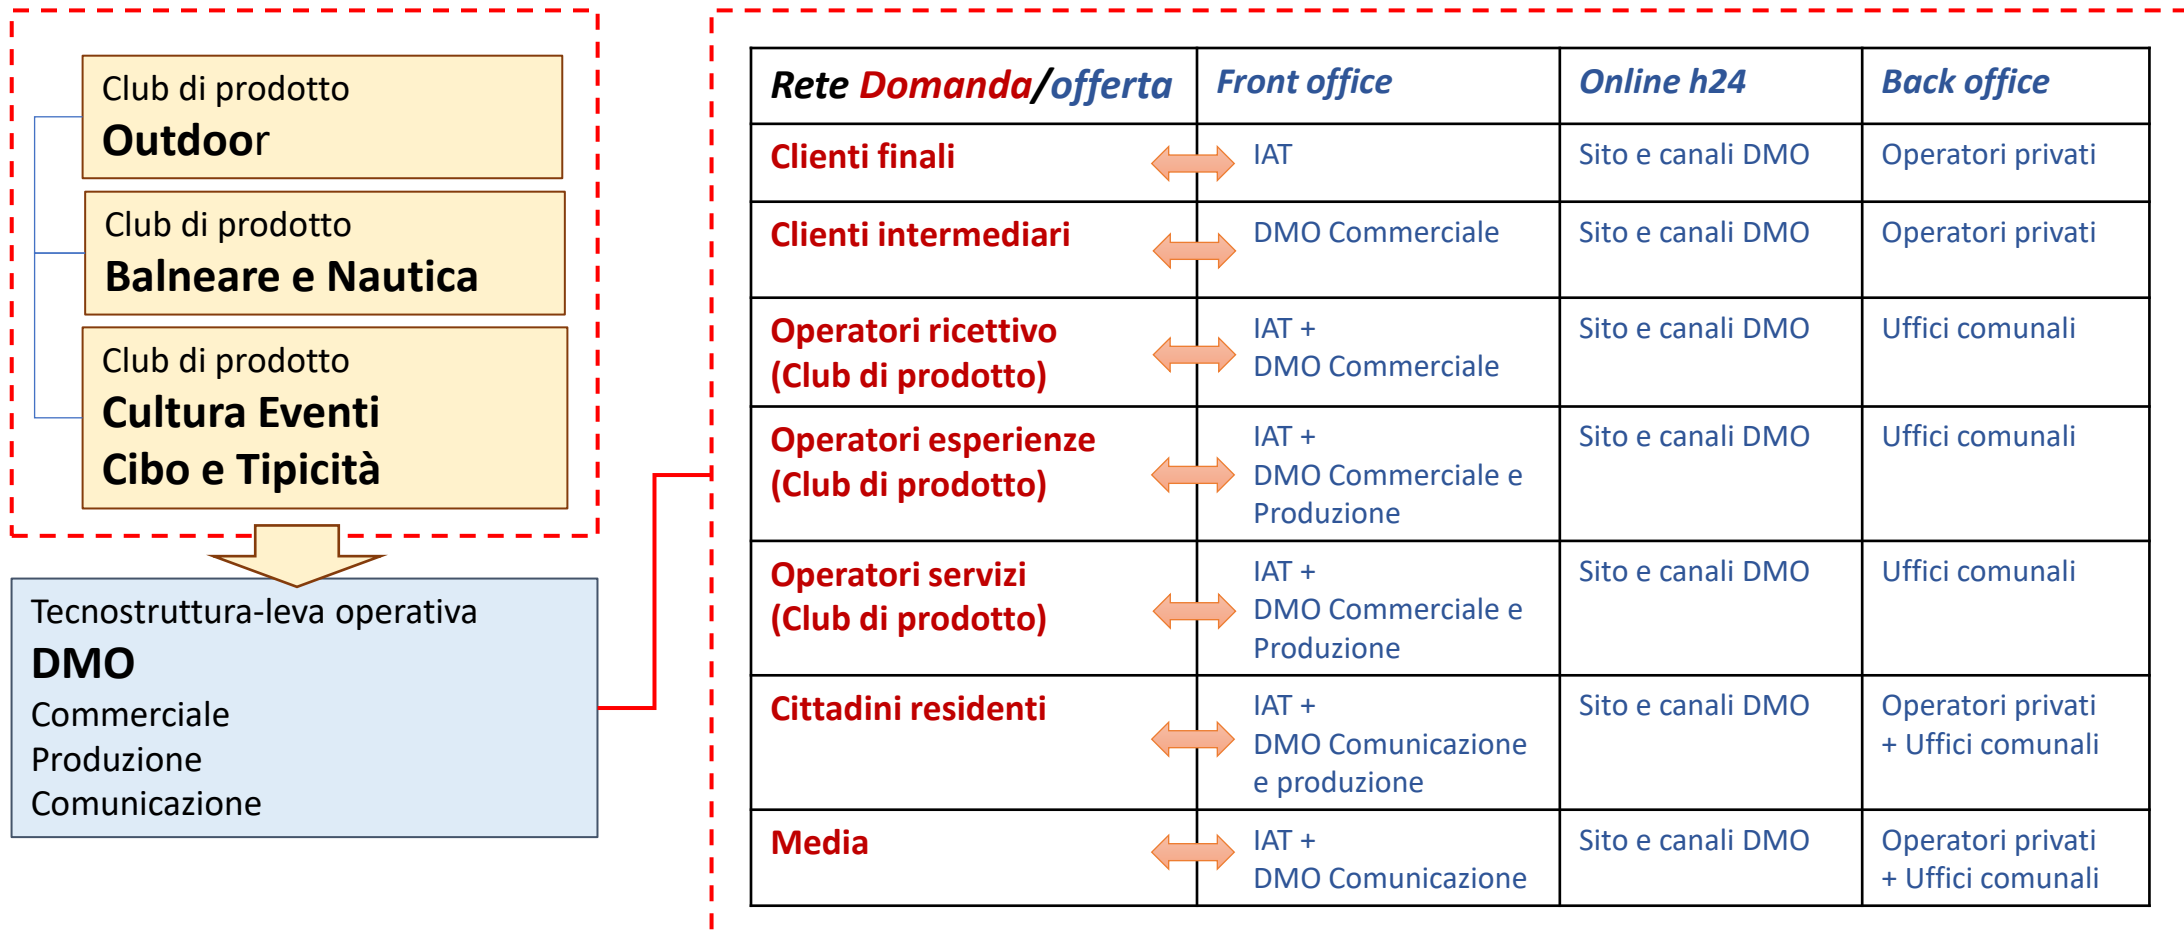 Club di prodotto
Outdoor
Club di prodotto
Balneare e Nautica
Club di prodotto
Cultura Eventi
Cibo e Tipicità
Tecnostruttura-leva operativa
DMO
Commerciale
Produzione
Comunicazione
Rete Domanda/offerta
Front office
Online h24
Back office
Clienti finali
IAT
Sito e canali DMO
Operatori privati
Clienti intermediari
DMO Commerciale
Sito e canali DMO
Operatori privati
Operatori ricettivo
(Club di prodotto)
IAT +
DMO Commerciale
Sito e canali DMO
Uffici comunali
Operatori esperienze
(Club di prodotto)
IAT +
DMO Commerciale e
Produzione
Sito e canali DMO
Uffici comunali
Operatori servizi
(Club di prodotto)
IAT +
DMO Commerciale e
Produzione
Sito e canali DMO
Uffici comunali
Cittadini residenti
IAT +
DMO Comunicazione
e produzione
Sito e canali DMO
Operatori privati
+ Uffici comunali
Media
IAT +
DMO Comunicazione
Sito e canali DMO
Operatori privati
+ Uffici comunali